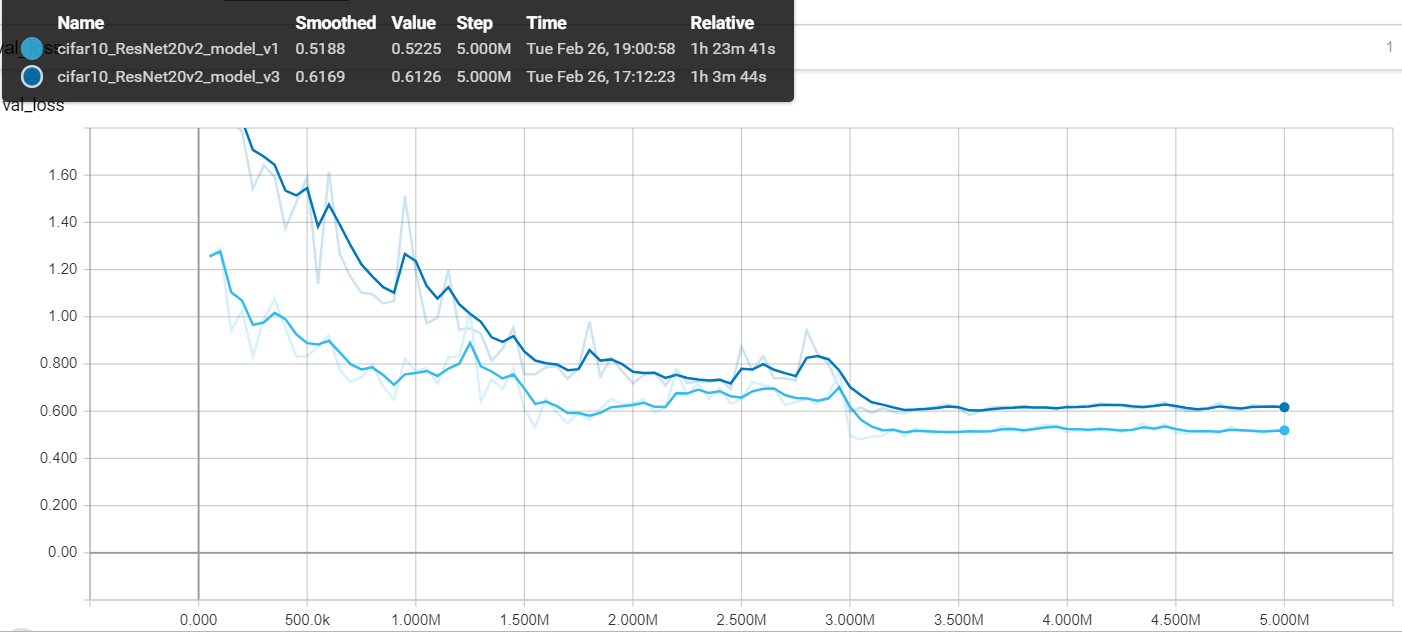 Name Smoothed Value Step Time Relative
cifar10_ResNet20v2_model_v1 0.5188 0.5225 5.000M Tue Feb 26, 19:00:58 1h 23m 41s
1
cifar10_ResNet20v2_model_v3 0.6169 0.6126 5.000M Tue Feb 26, 17:12:23 1h 3m 44s
val_loss
1.60
1.40
1.20
1.00
0.800
0.600
0.400
0.200
0.00
0.000 500.0k 1.000M 1.500M 2.000M 2.500M 3.000M 3.500M 4.000M 4.500M 5.000M